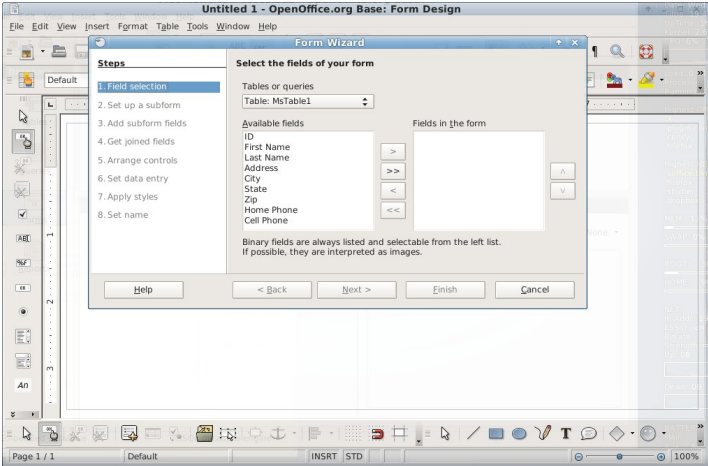 Untitled 1 - OpenOffice.org Base: Form Design
File Edit View Insert Format Table Tools Window Help
Form Wizard
Default
Steps
1. Field selection
2. Set up a subform
3. Add subform fields
4. Get joined fields
5. Arrange controls
6. Set data entry
7. Apply styles
8. Set name
Select the fields of your form
Tables or queries
Table: MsTable1
Available fields
ID
First Name
Last Name
Address
City
State
Zip
Home Phone
Cell Phone
>
>>
<
<<
Fields in the form
Binary fields are always listed and selectable from the left list.
If possible, they are interpreted as images.
Help
< Back
Next >
Finish
Cancel
ABI
%F
1
2
3
An
T
Page 1 / 1
Default
INSRT
STD
100%